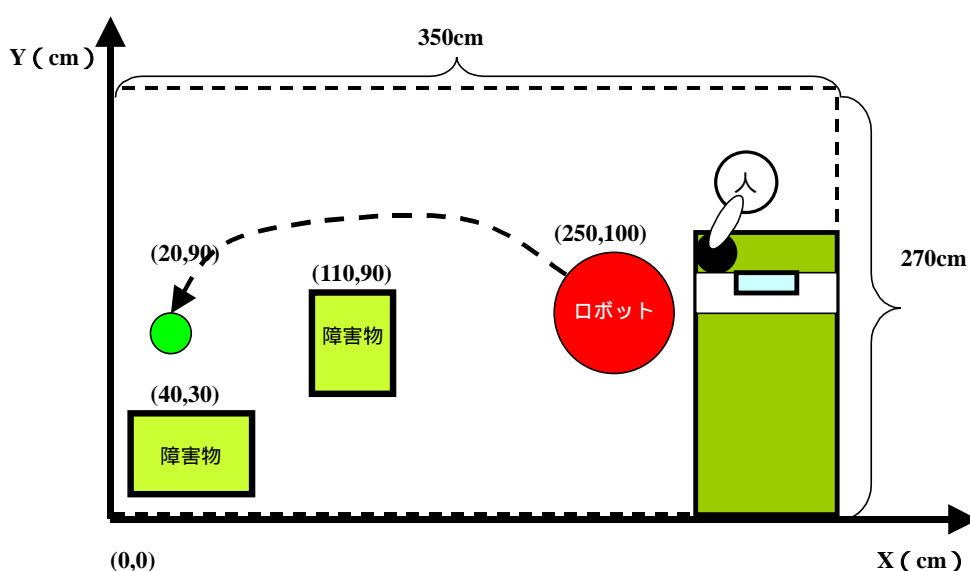 350cm
Y(cm)
人
(20,90)
(250,100)
270cm
(110,90)
ロボット
障害物
(40,30)
障害物
(0,0)
X(cm)